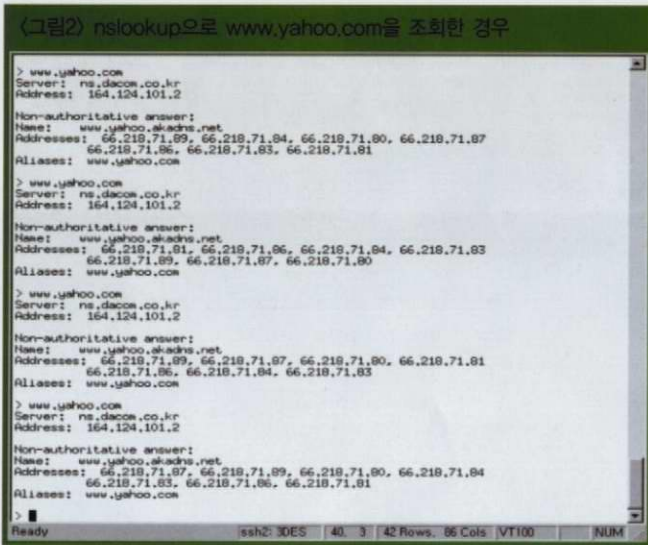 <그림2> nslookup으로 www.yahoo.com을 조회한 경우
> www.yahoo.com
Server: ns.dacom.co.kr
Address: 164.124.101.2
Non-authoritative answer:
Name: www.yahoo.akadns.net
Addresses: 66.218.71.89, 66.218.71.84, 66.218.71.80, 66.218.71.87
66.218.71.86, 66.218.71.83, 66.218.71.81
Aliases: www.yahoo.com
> www.yahoo.com
Server: ns.dacom.co.kr
Address: 164.124.101.2
Non-authoritative answer:
Name: www.yahoo.akadns.net
Addresses: 66.218.71.81, 66.218.71.86, 66.218.71.84, 66.218.71.83
66.218.71.89, 66.218.71.87, 66.218.71.80
Aliases: www.yahoo.com
> www.yahoo.com
Server: ns.dacom.co.kr
Address: 164.124.101.2
Non-authoritative answer:
Name: www.yahoo.akadns.net
Addresses: 66.218.71.89, 66.218.71.87, 66.218.71.80, 66.218.71.81
66.218.71.86, 66.218.71.84, 66.218.71.83
Aliases: www.yahoo.com
> www.yahoo.com
Server: ns.dacom.co.kr
Address: 164.124.101.2
Non-authoritative answer:
Name: www.yahoo.akadns.net
Addresses: 66.218.71.87, 66.218.71.89, 66.218.71.80, 66.218.71.84
66.218.71.83, 66.218.71.86, 66.218.71.81
Aliases: www.yahoo.com
>
Ready ssh2: 3DES 40, 3 42 Rows, 86 Cols VT100 NUM